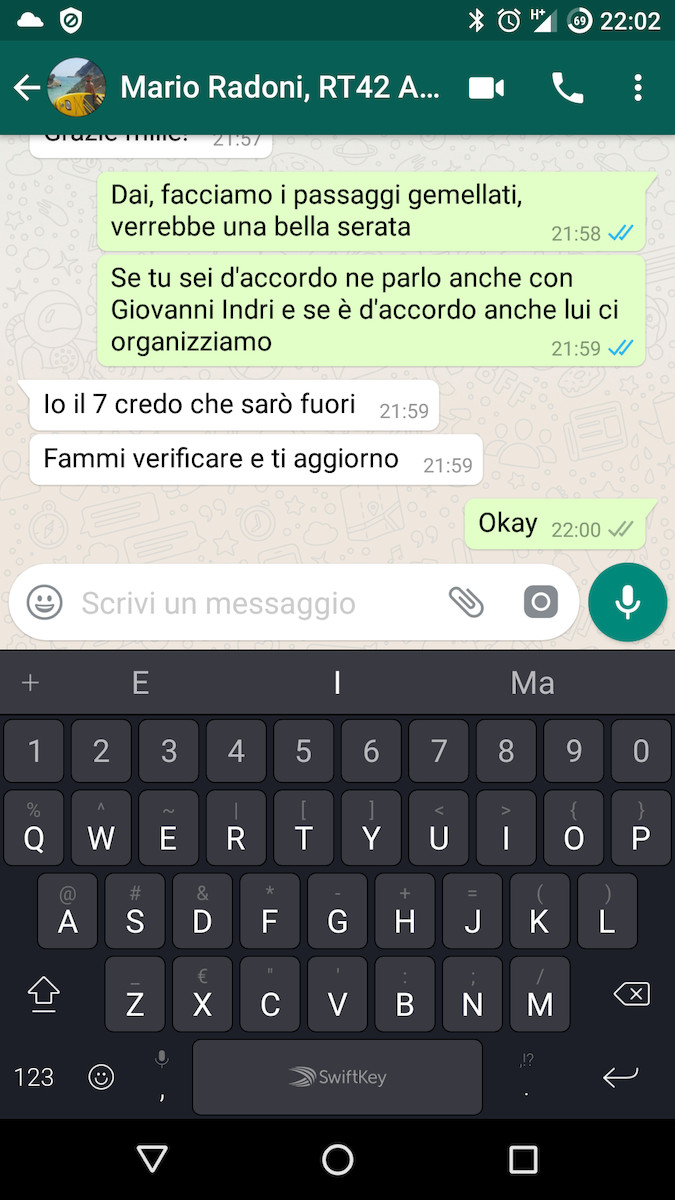 H+
69
22:02
Mario Radoni, RT42 A...
Grazie mille! 21:57
Dai, facciamo i passaggi gemellati,
verrebbe una bella serata
21:58
Se tu sei d'accordo ne parlo anche con
Giovanni Indri e se è d'accordo anche lui ci
organizziamo
21:59
Io il 7 credo che sarò fuori 21:59
Fammi verificare e ti aggiorno 21:59
Okay 22:00
Scrivi un messaggio
+ E I Ma
1 2 3 4 5 6 7 8 9 0
% ^ ~ | [ ] < > { }
Q W E R T Y U I O P
@ # & * - + = ( )
A S D F G H J K L
_ € " ' : ; /
Z X C V B N M
123 , SwiftKey ,!? .